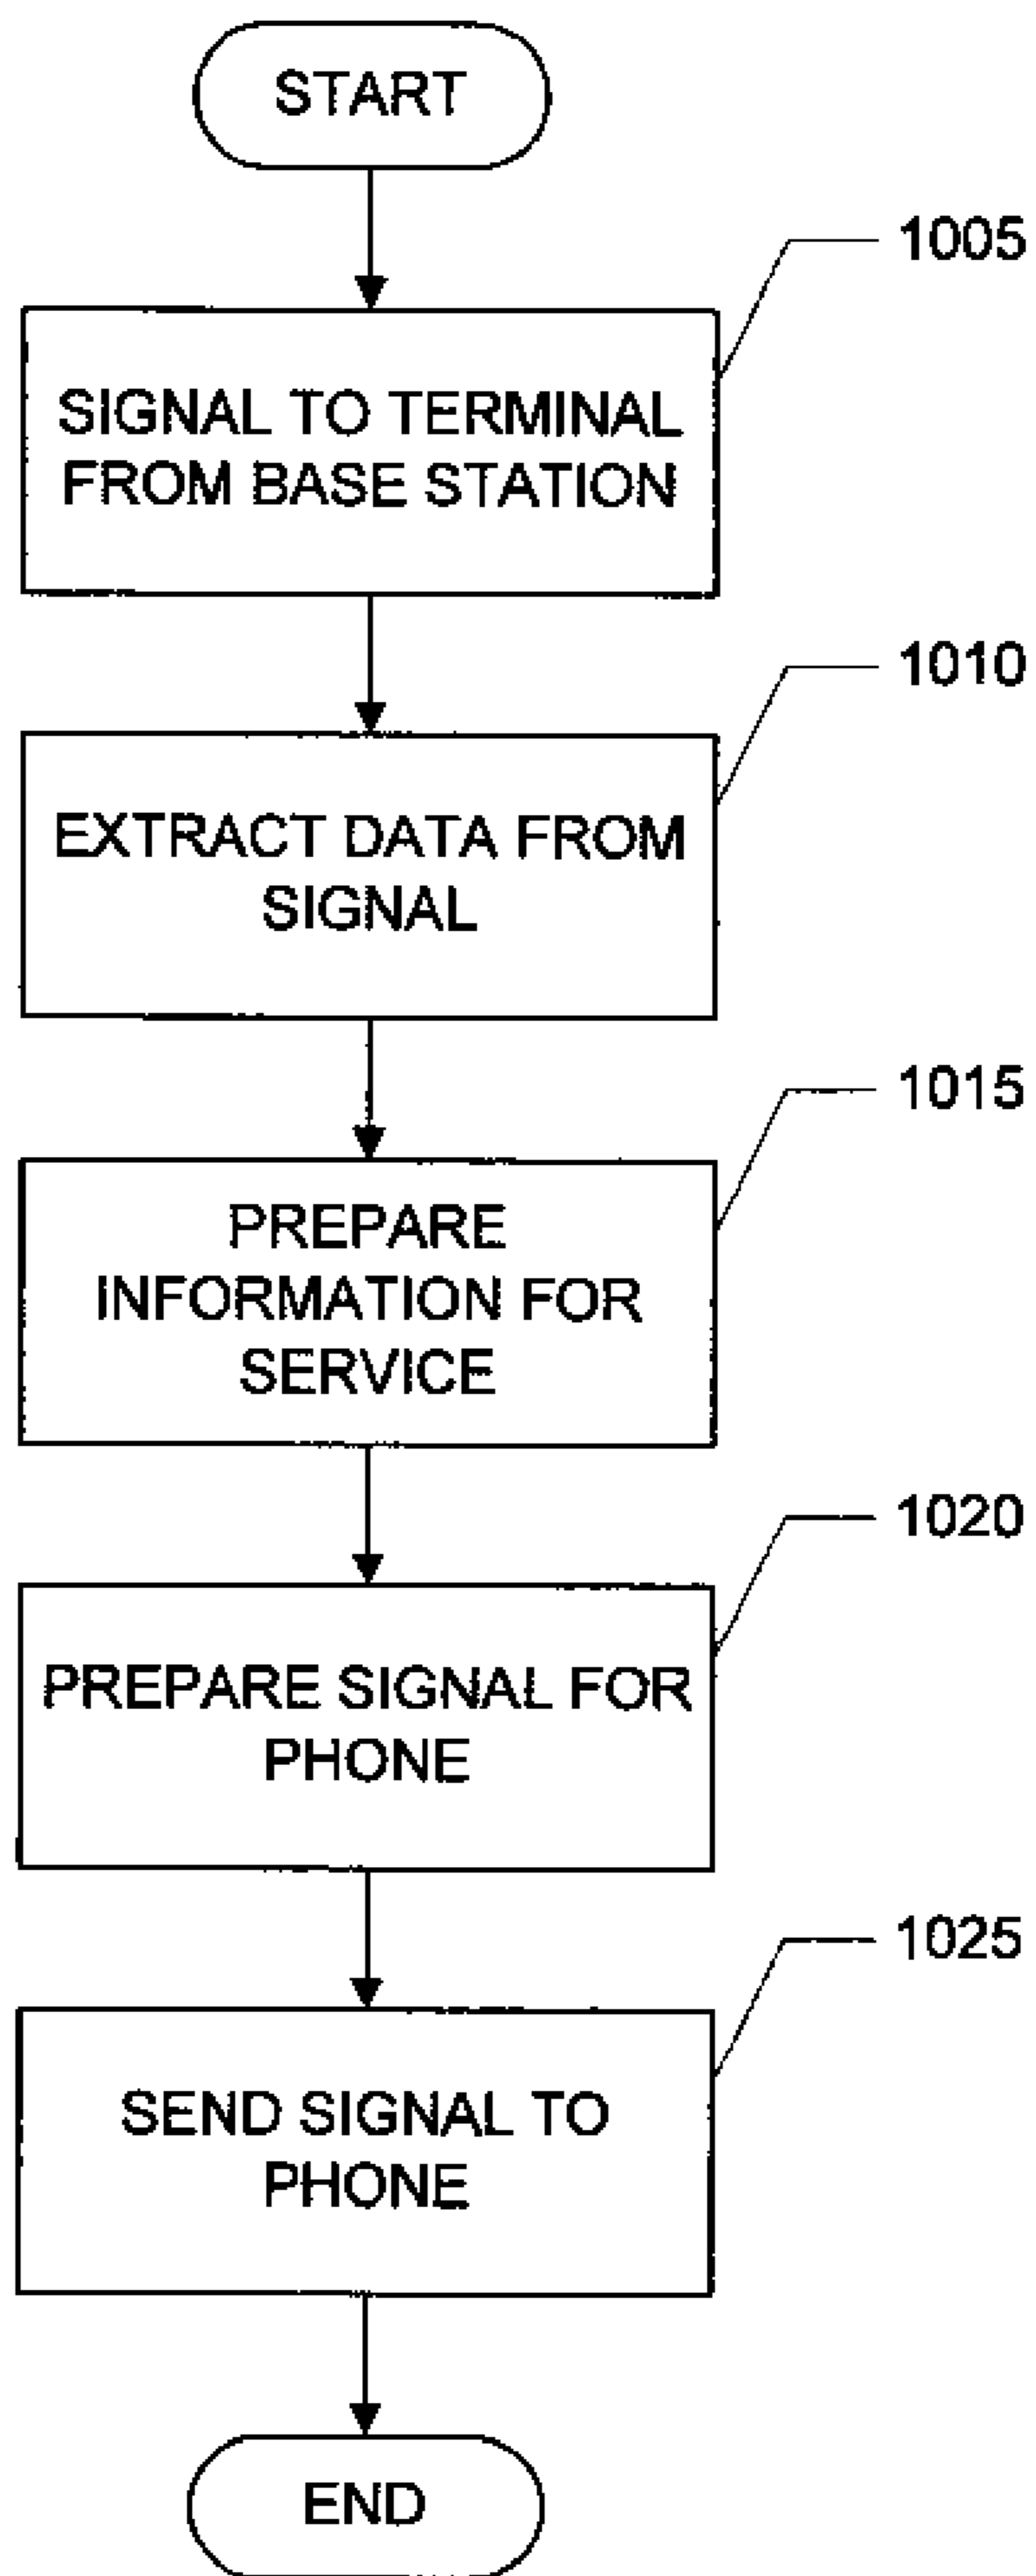 START
1005
SIGNAL TO TERMINAL
FROM BASE STATION
1010
EXTRACT DATA FROM
SIGNAL
1015
PREPARE
INFORMATION FOR
SERVICE
1020
PREPARE SIGNAL FOR
PHONE
1025
SEND SIGNAL TO
PHONE
END